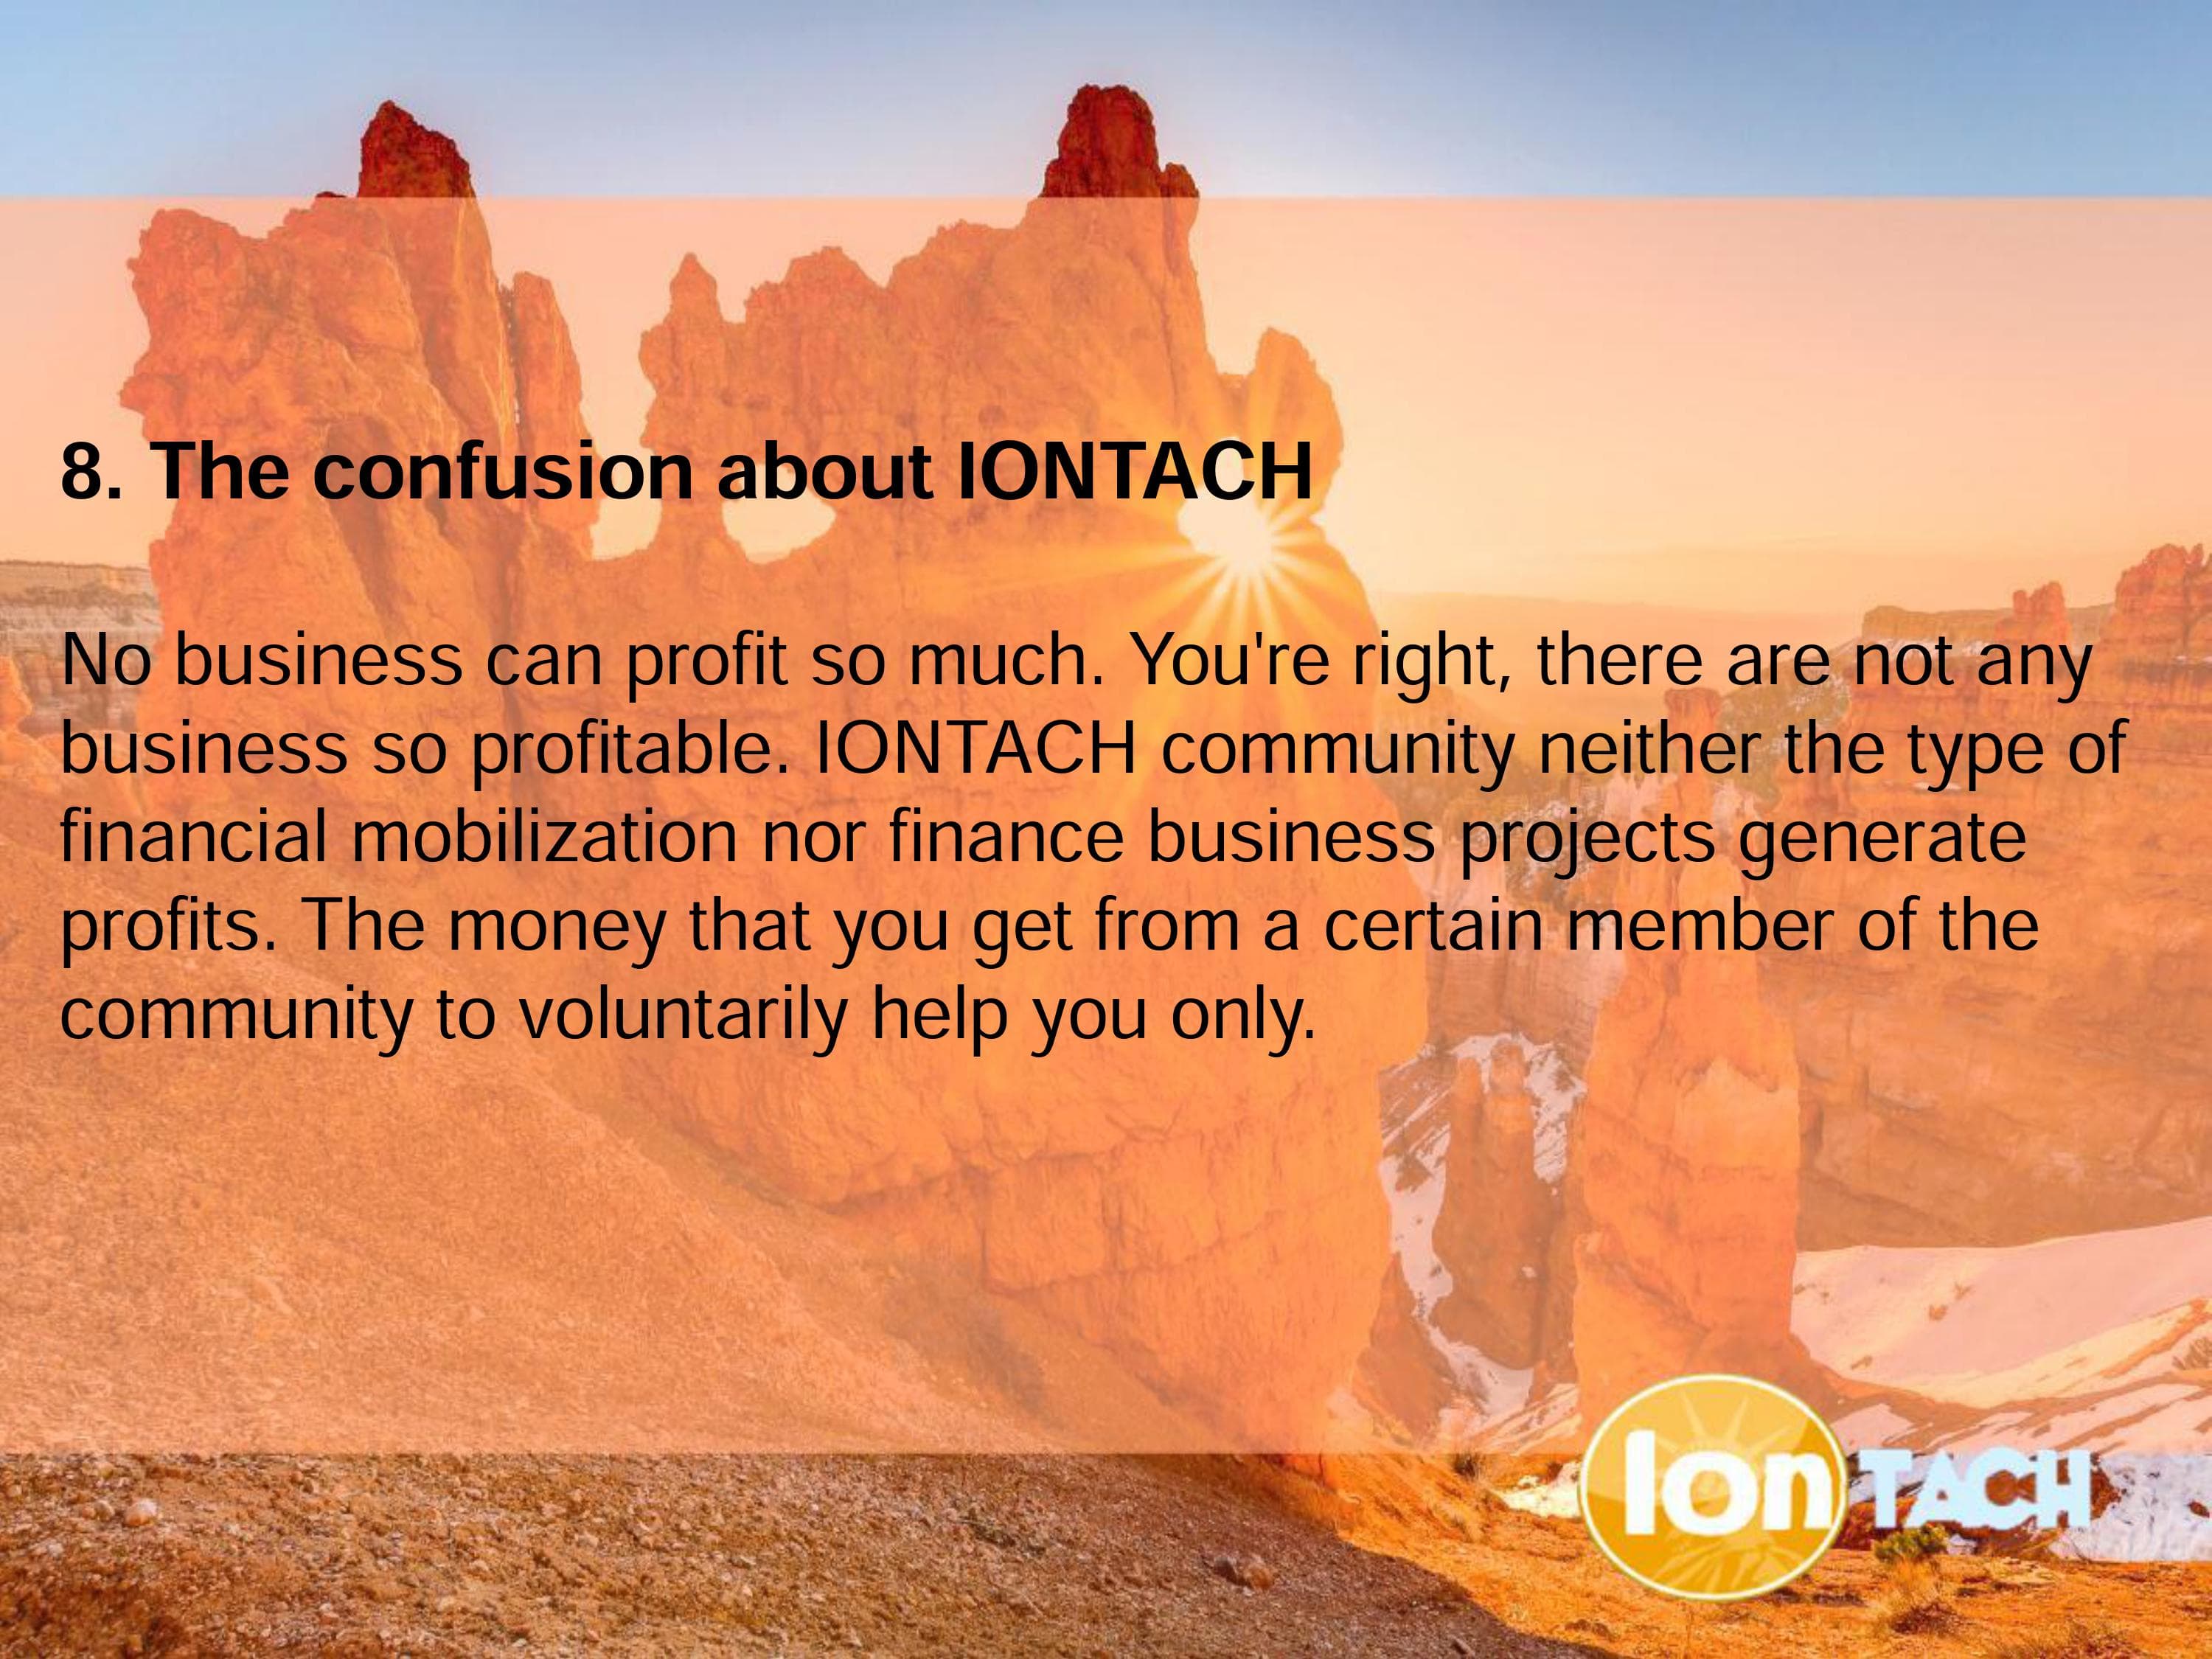 8. The confusion about IONTACH
No business can profit so much. You're right, there are not any
business so profitable. IONTACH community neither the type of
financial mobilization nor finance business projects generate
profits. The money that you get from a certain member of the
community to voluntarily help you only.
Ion TACH